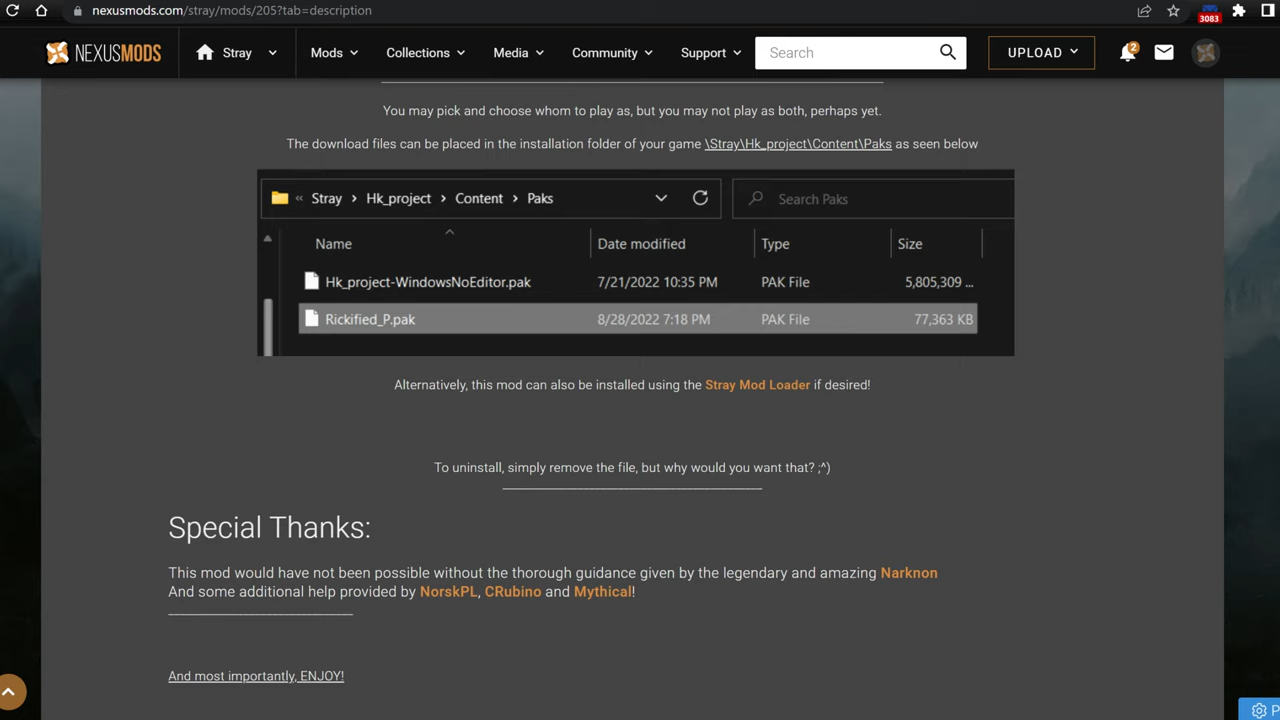 nexusmods.com/stray/mods/205?tab=description
3083
NEXUSMODS
Stray
Mods
Collections
Media
Community
Support
Search
UPLOAD
2
You may pick and choose whom to play as, but you may not play as both, perhaps yet.
The download files can be placed in the installation folder of your game \Stray\Hk_project\Content\Paks as seen below
« Stray > Hk_project > Content > Paks
Search Paks
Name Date modified Type Size
Hk_project-WindowsNoEditor.pak 7/21/2022 10:35 PM PAK File 5,805,309 ...
Rickified_P.pak 8/28/2022 7:18 PM PAK File 77,363 KB
Alternatively, this mod can also be installed using the Stray Mod Loader if desired!
To uninstall, simply remove the file, but why would you want that? ;^)
Special Thanks:
This mod would have not been possible without the thorough guidance given by the legendary and amazing Narknon
And some additional help provided by NorskPL, CRubino and Mythical!
And most importantly, ENJOY!
P